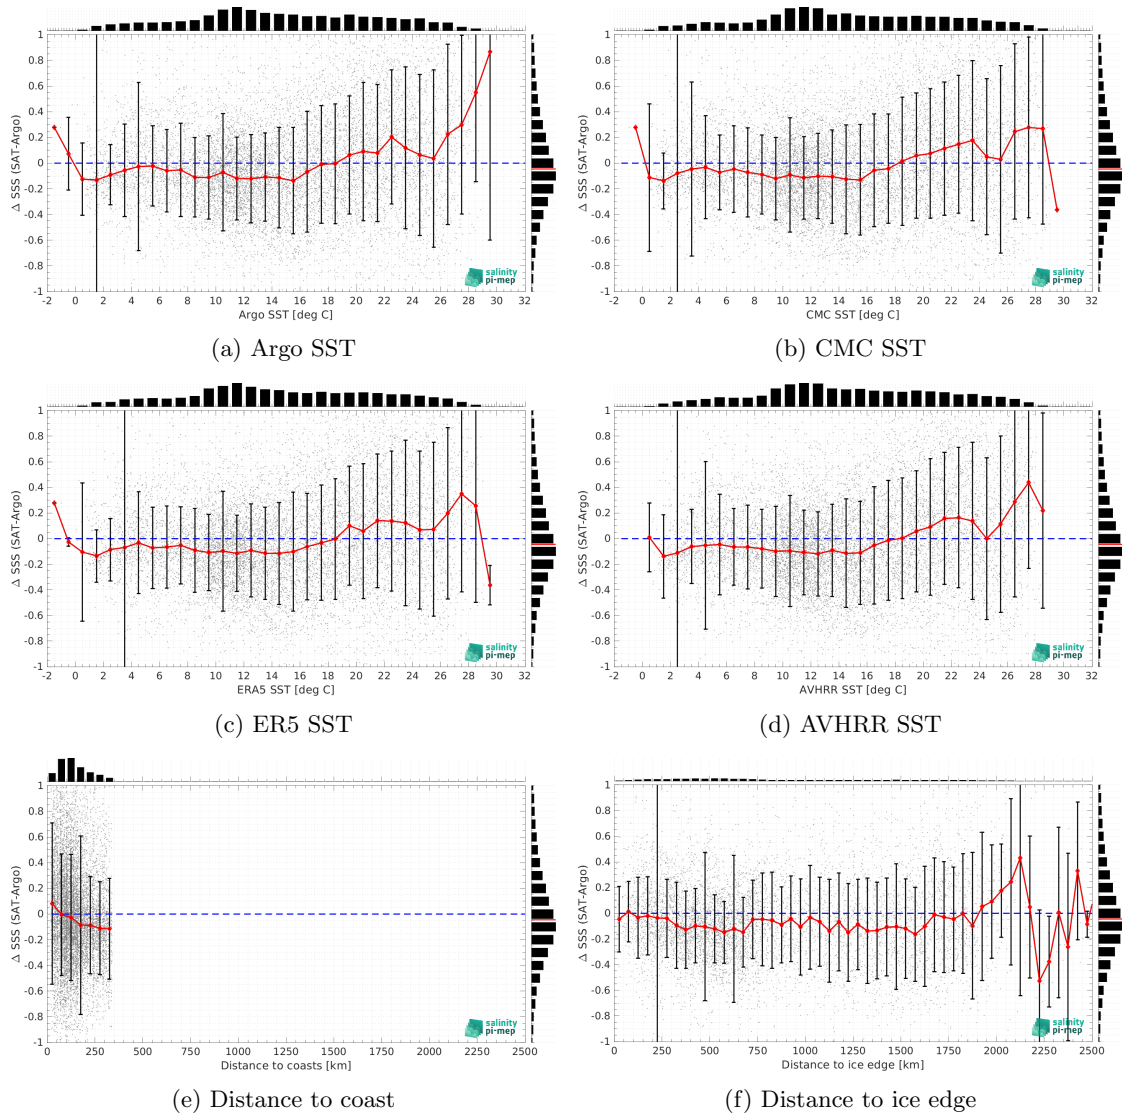 Δ SSS (SAT-Argo)
1
0.8
0.6
0.4
0.2
0
-0.2
-0.4
-0.6
-0.8
-1
-2 0 2 4 6 8 10 12 14 16 18 20 22 24 26 28 30 32
Argo SST [deg C]
salinity
pi-mep
(a) Argo SST
Δ SSS (SAT-Argo)
1
0.8
0.6
0.4
0.2
0
-0.2
-0.4
-0.6
-0.8
-1
-2 0 2 4 6 8 10 12 14 16 18 20 22 24 26 28 30 32
CMC SST [deg C]
salinity
pi-mep
(b) CMC SST
Δ SSS (SAT-Argo)
1
0.8
0.6
0.4
0.2
0
-0.2
-0.4
-0.6
-0.8
-1
-2 0 2 4 6 8 10 12 14 16 18 20 22 24 26 28 30 32
ERA5 SST [deg C]
salinity
pi-mep
(c) ER5 SST
Δ SSS (SAT-Argo)
1
0.8
0.6
0.4
0.2
0
-0.2
-0.4
-0.6
-0.8
-1
-2 0 2 4 6 8 10 12 14 16 18 20 22 24 26 28 30 32
AVHRR SST [deg C]
salinity
pi-mep
(d) AVHRR SST
Δ SSS (SAT-Argo)
1
0.8
0.6
0.4
0.2
0
-0.2
-0.4
-0.6
-0.8
-1
0 250 500 750 1000 1250 1500 1750 2000 2250 2500
Distance to coasts [km]
salinity
pi-mep
(e) Distance to coast
Δ SSS (SAT-Argo)
1
0.8
0.6
0.4
0.2
0
-0.2
-0.4
-0.6
-0.8
-1
0 250 500 750 1000 1250 1500 1750 2000 2250 2500
Distance to ice edge [km]
salinity
pi-mep
(f) Distance to ice edge